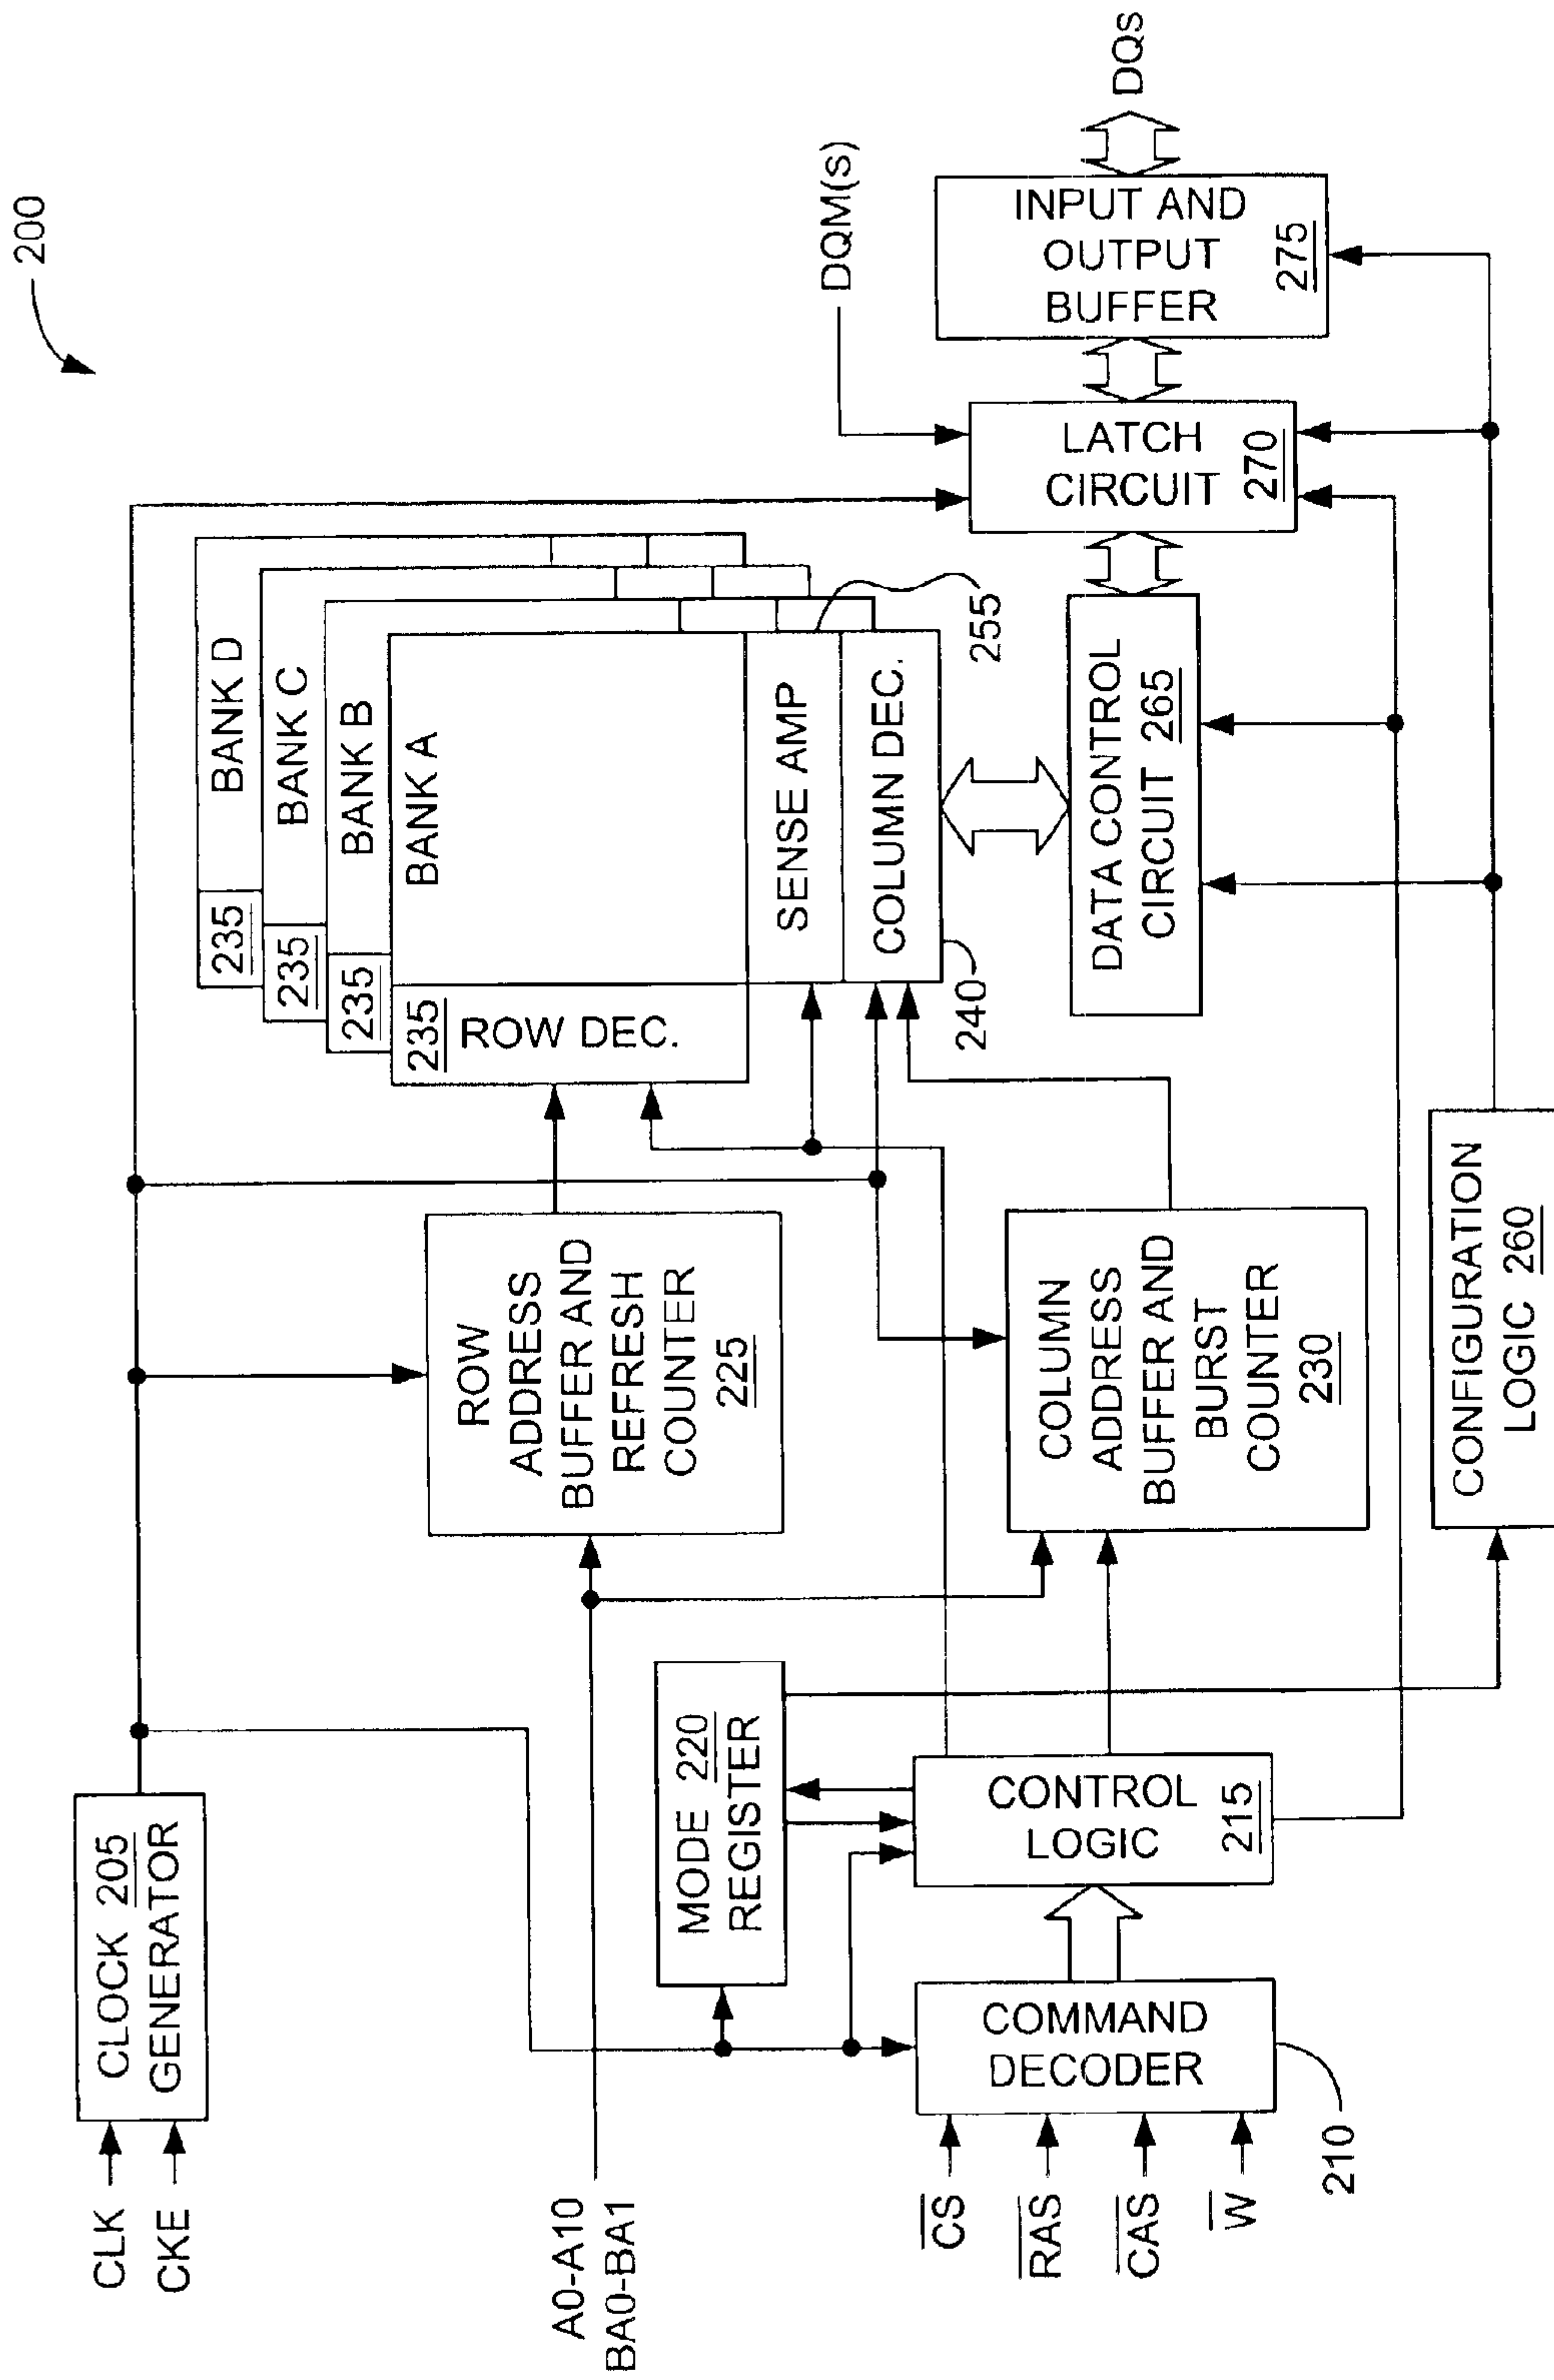 200
CLK
CKE
CLOCK 205
GENERATOR
A0-A10
BA0-BA1
C̅S̅
R̅A̅S̅
C̅A̅S̅
W̅
COMMAND
DECODER
210
MODE 220
REGISTER
CONTROL
LOGIC 215
ROW
ADDRESS
BUFFER AND
REFRESH
COUNTER
225
COLUMN
ADDRESS
BUFFER AND
BURST
COUNTER
230
CONFIGURATION
LOGIC 260
235 BANK D
235 BANK C
235 BANK B
235
ROW DEC.
BANK A
SENSE AMP
COLUMN DEC.
240
255
DATA CONTROL
CIRCUIT 265
DQM(s)
LATCH
CIRCUIT
270
INPUT AND
OUTPUT
BUFFER
275
DQs